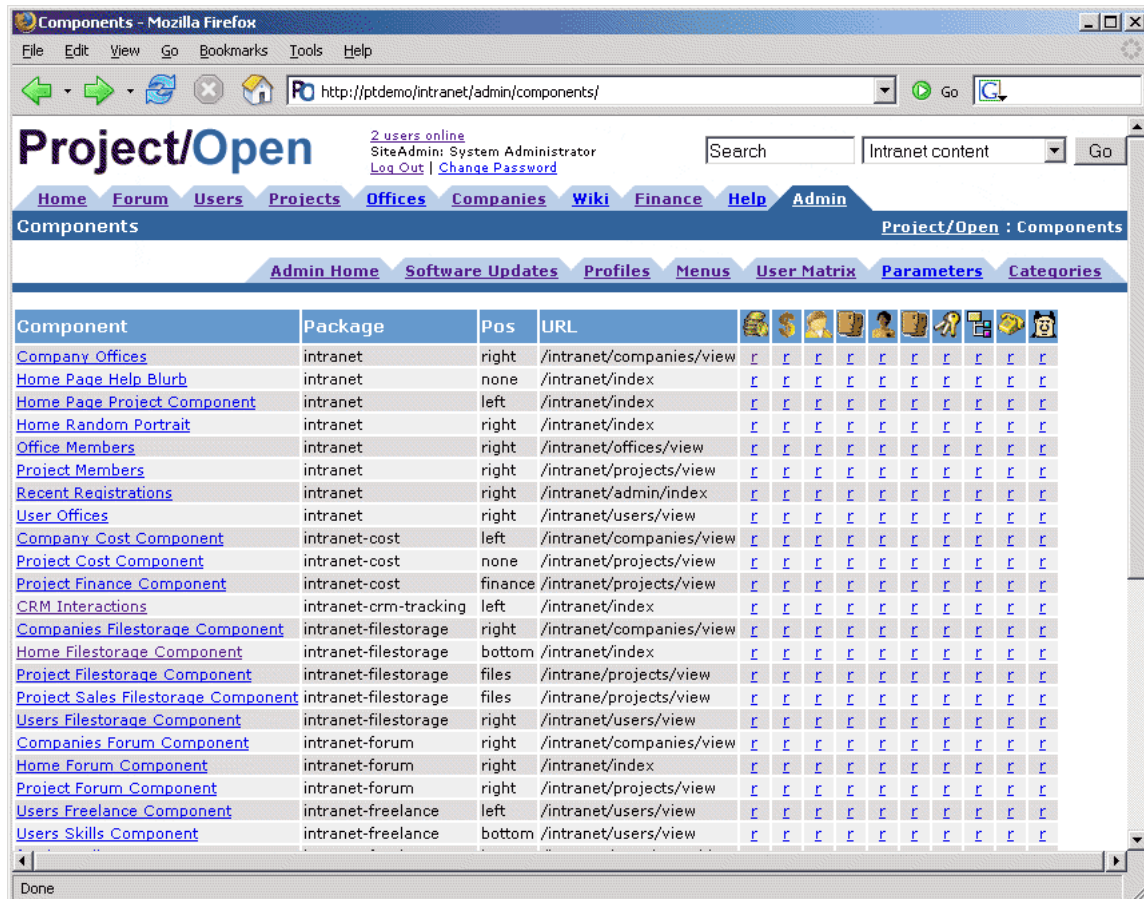 Components - Mozilla Firefox
File Edit View Go Bookmarks Tools Help
http://ptdemo/intranet/admin/components/ Go
Project/Open
2 users online
SiteAdmin: System Administrator
Log Out | Change Password
Search Intranet content Go
Home Forum Users Projects Offices Companies Wiki Finance Help Admin
Components Project/Open : Components
Admin Home Software Updates Profiles Menus User Matrix Parameters Categories
Component Package Pos URL
Company Offices intranet right /intranet/companies/view r r r r r r r r r r
Home Page Help Blurb intranet none /intranet/index r r r r r r r r r r
Home Page Project Component intranet left /intranet/index r r r r r r r r r r
Home Random Portrait intranet right /intranet/index r r r r r r r r r r
Office Members intranet right /intranet/offices/view r r r r r r r r r r
Project Members intranet right /intranet/projects/view r r r r r r r r r r
Recent Registrations intranet right /intranet/admin/index r r r r r r r r r r
User Offices intranet right /intranet/users/view r r r r r r r r r r
Company Cost Component intranet-cost left /intranet/companies/view r r r r r r r r r r
Project Cost Component intranet-cost none /intranet/projects/view r r r r r r r r r r
Project Finance Component intranet-cost finance /intranet/projects/view r r r r r r r r r r
CRM Interactions intranet-crm-tracking left /intranet/index r r r r r r r r r r
Companies Filestorage Component intranet-filestorage right /intranet/companies/view r r r r r r r r r r
Home Filestorage Component intranet-filestorage bottom /intranet/index r r r r r r r r r r
Project Filestorage Component intranet-filestorage files /intrane/projects/view r r r r r r r r r r
Project Sales Filestorage Component intranet-filestorage files /intrane/projects/view r r r r r r r r r r
Users Filestorage Component intranet-filestorage right /intranet/users/view r r r r r r r r r r
Companies Forum Component intranet-forum right /intranet/companies/view r r r r r r r r r r
Home Forum Component intranet-forum right /intranet/index r r r r r r r r r r
Project Forum Component intranet-forum right /intranet/projects/view r r r r r r r r r r
Users Freelance Component intranet-freelance left /intranet/users/view r r r r r r r r r r
Users Skills Component intranet-freelance bottom /intranet/users/view r r r r r r r r r r
Done